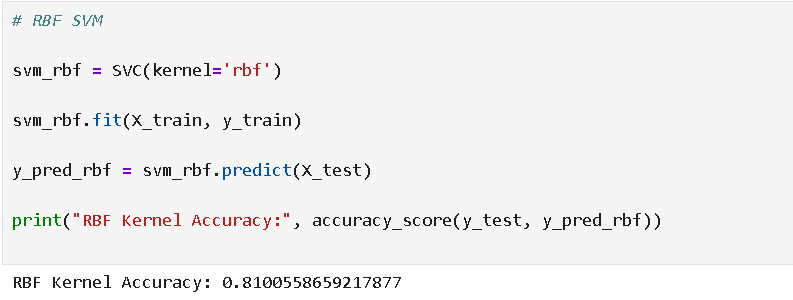 # RBF SVM
svm_rbf = SVC(kernel='rbf')
svm_rbf.fit(X_train, y_train)
y_pred_rbf = svm_rbf.predict(X_test)
print("RBF Kernel Accuracy:", accuracy_score(y_test, y_pred_rbf))
RBF Kernel Accuracy: 0.8100558659217877